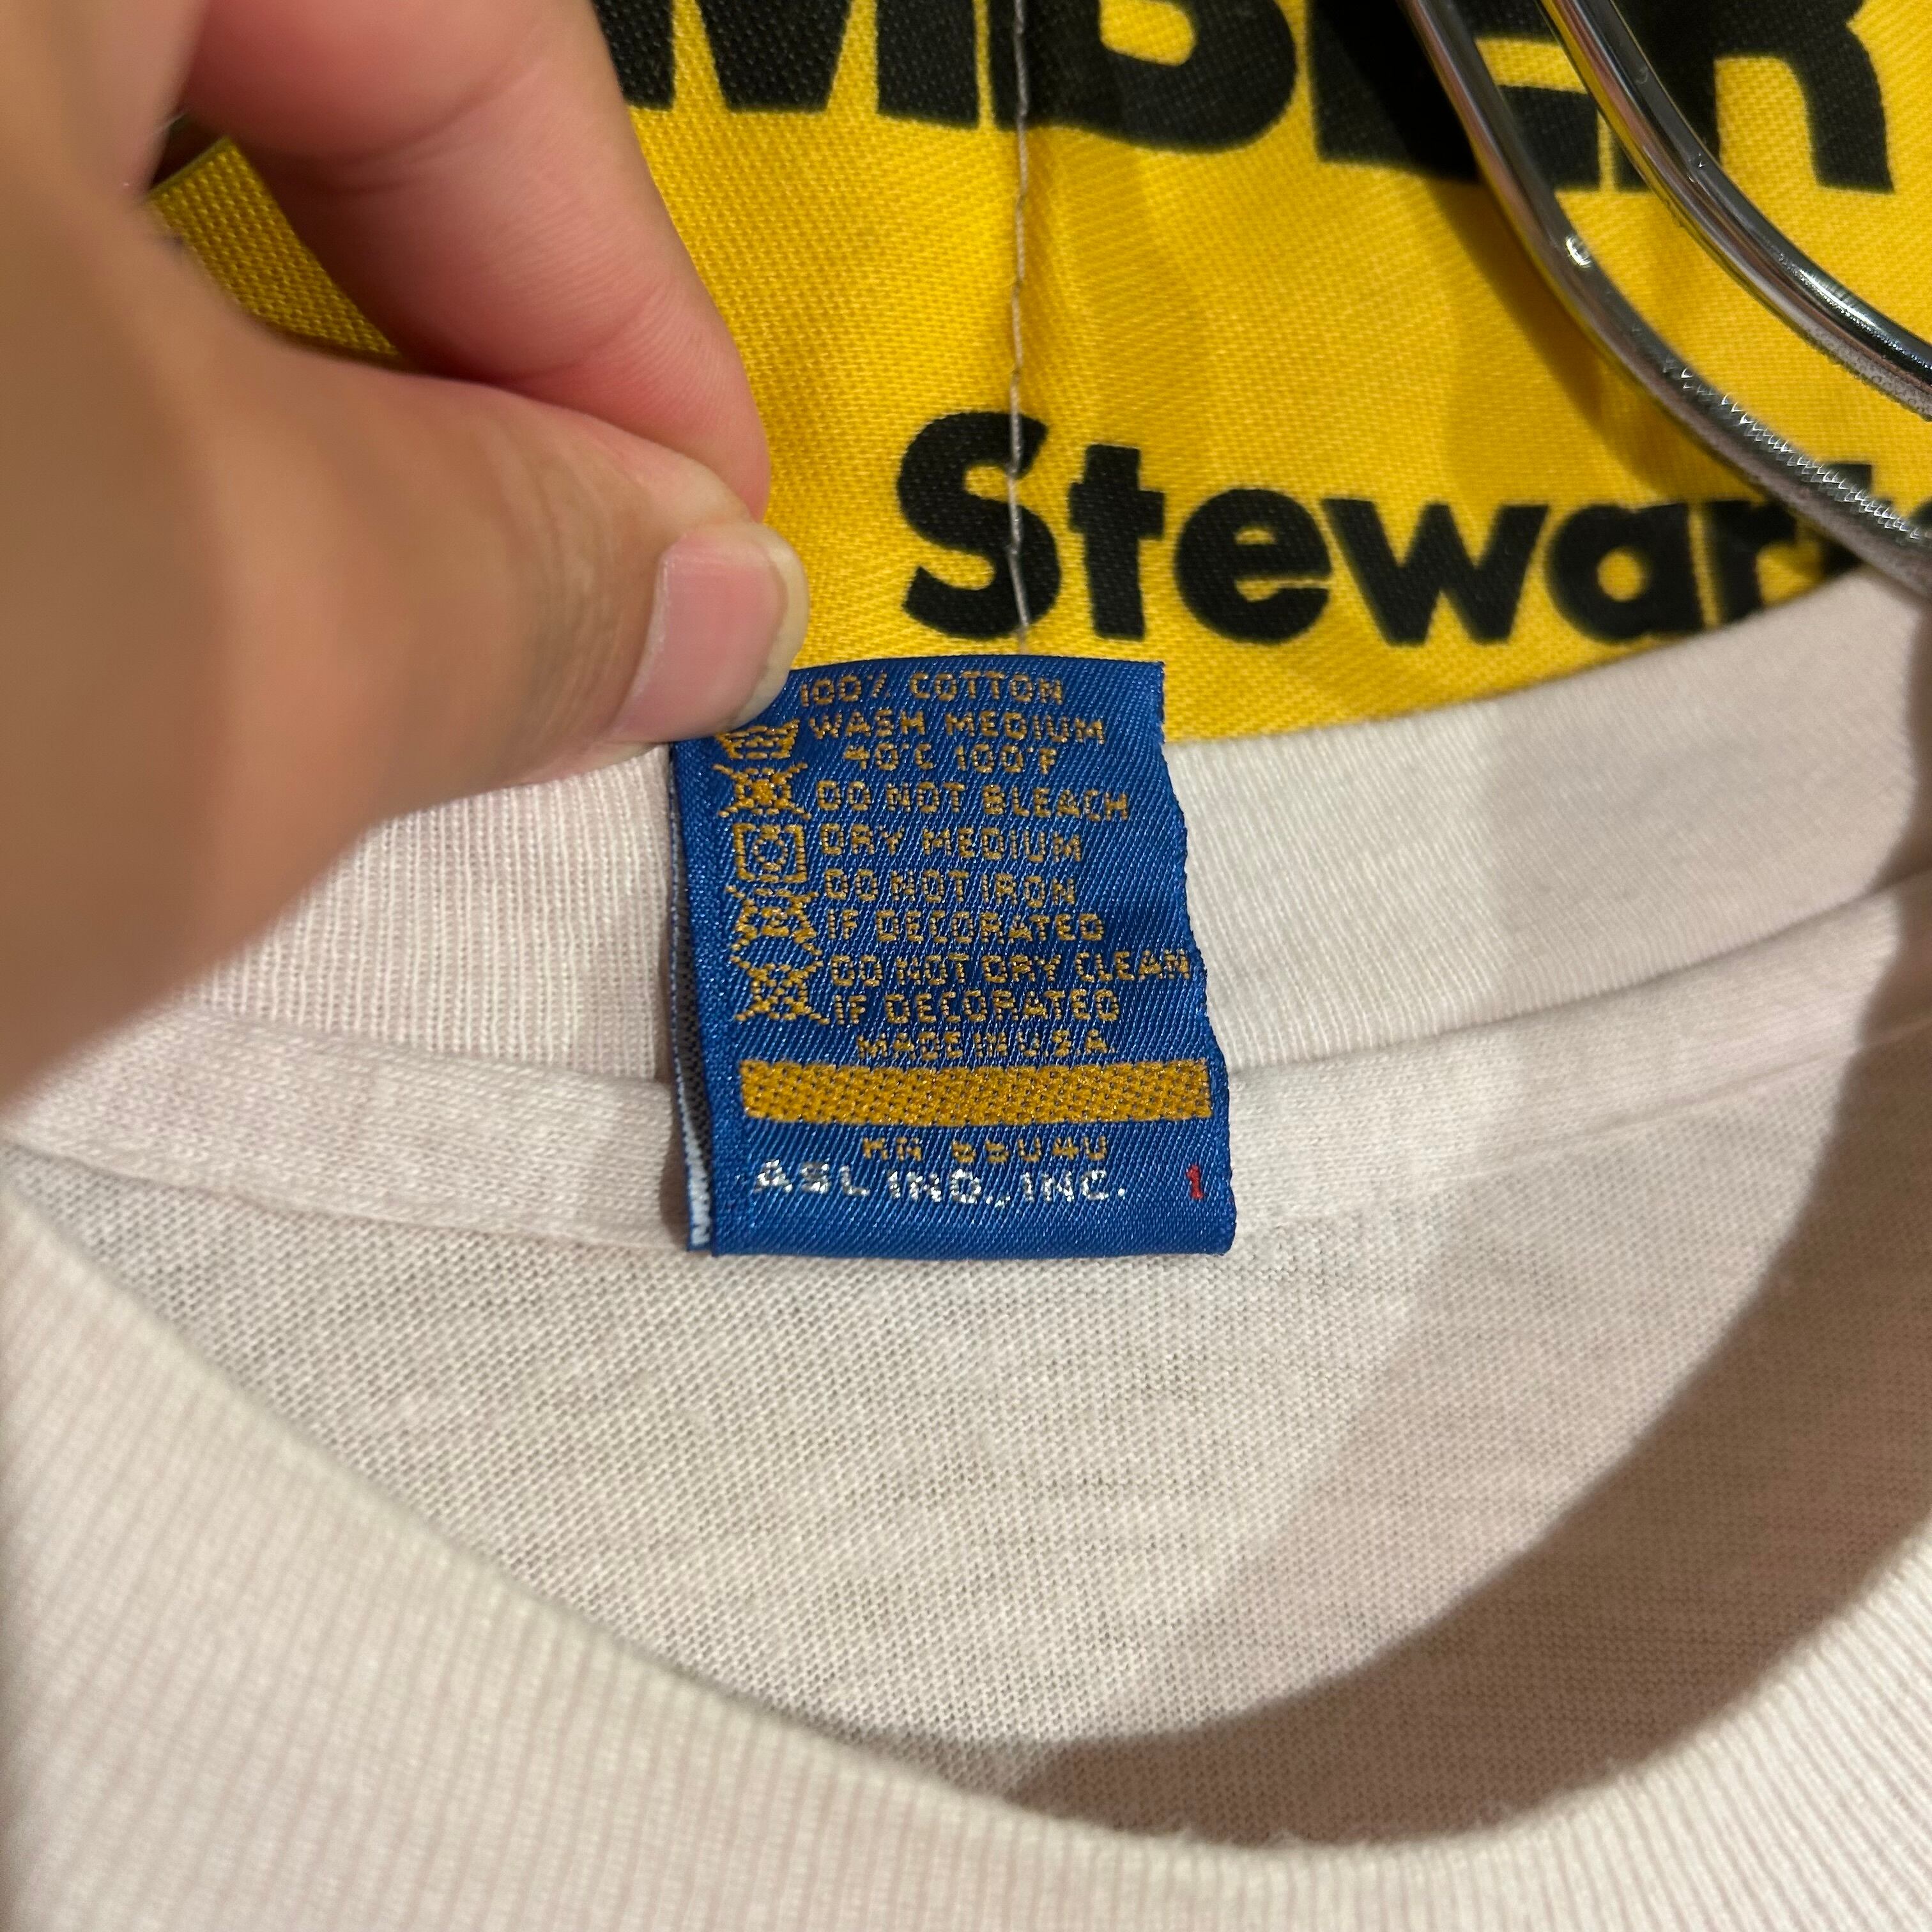 Stewart
100% COTTON
WASH MEDIUM
40°C 100°F
DO NOT BLEACH
DRY MEDIUM
DO NOT IRON
IF DECORATED
DO NOT DRY CLEAN
IF DECORATED
MADE IN U.S.A.
ASL IND., INC. 1